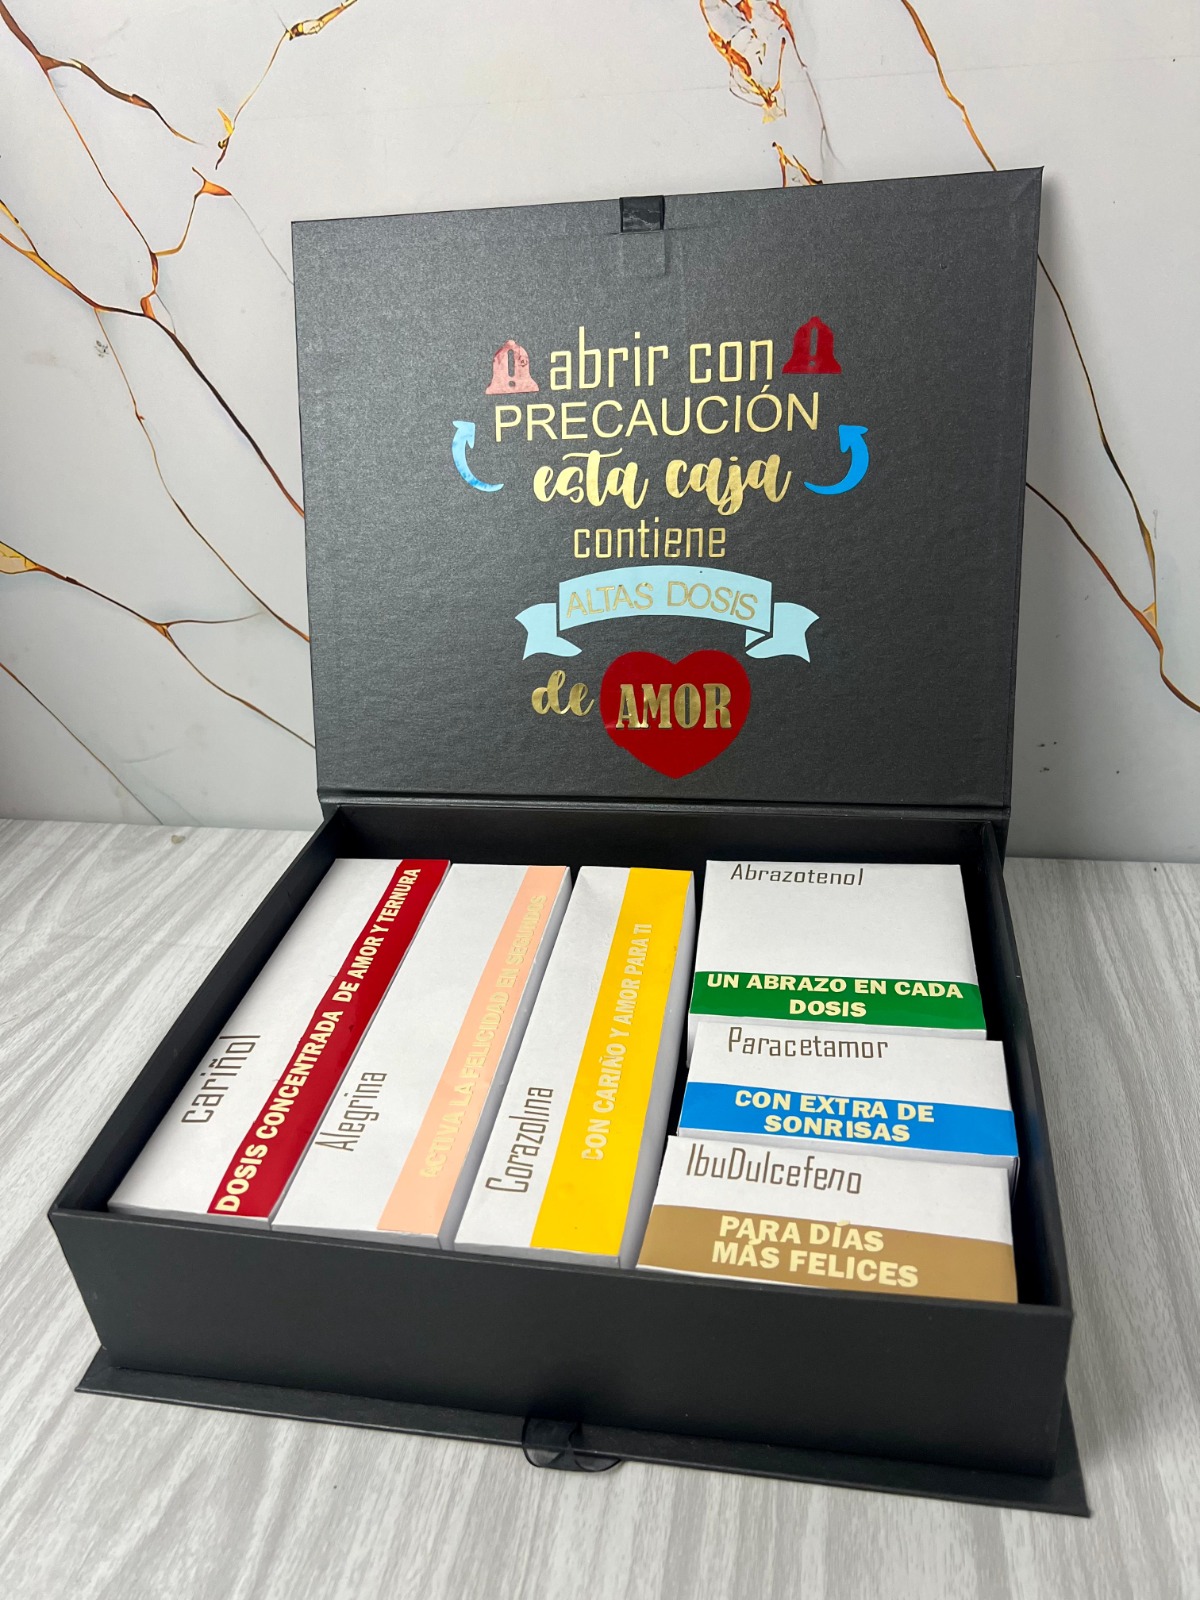 abrir con
PRECAUCIÓN
esta caja
contiene
ALTAS DOSIS
de AMOR
cariñol
DOSIS CONCENTRADA DE AMOR Y TERNURA
Alegrina
ACTIVA LA FELICIDAD EN SEGUNDOS
Corazolina
CON CARIÑO Y AMOR PARA TI
Abrazotenol
UN ABRAZO EN CADA
DOSIS
Paracetamor
CON EXTRA DE
SONRISAS
IbuDulcefeno
PARA DÍAS
MÁS FELICES